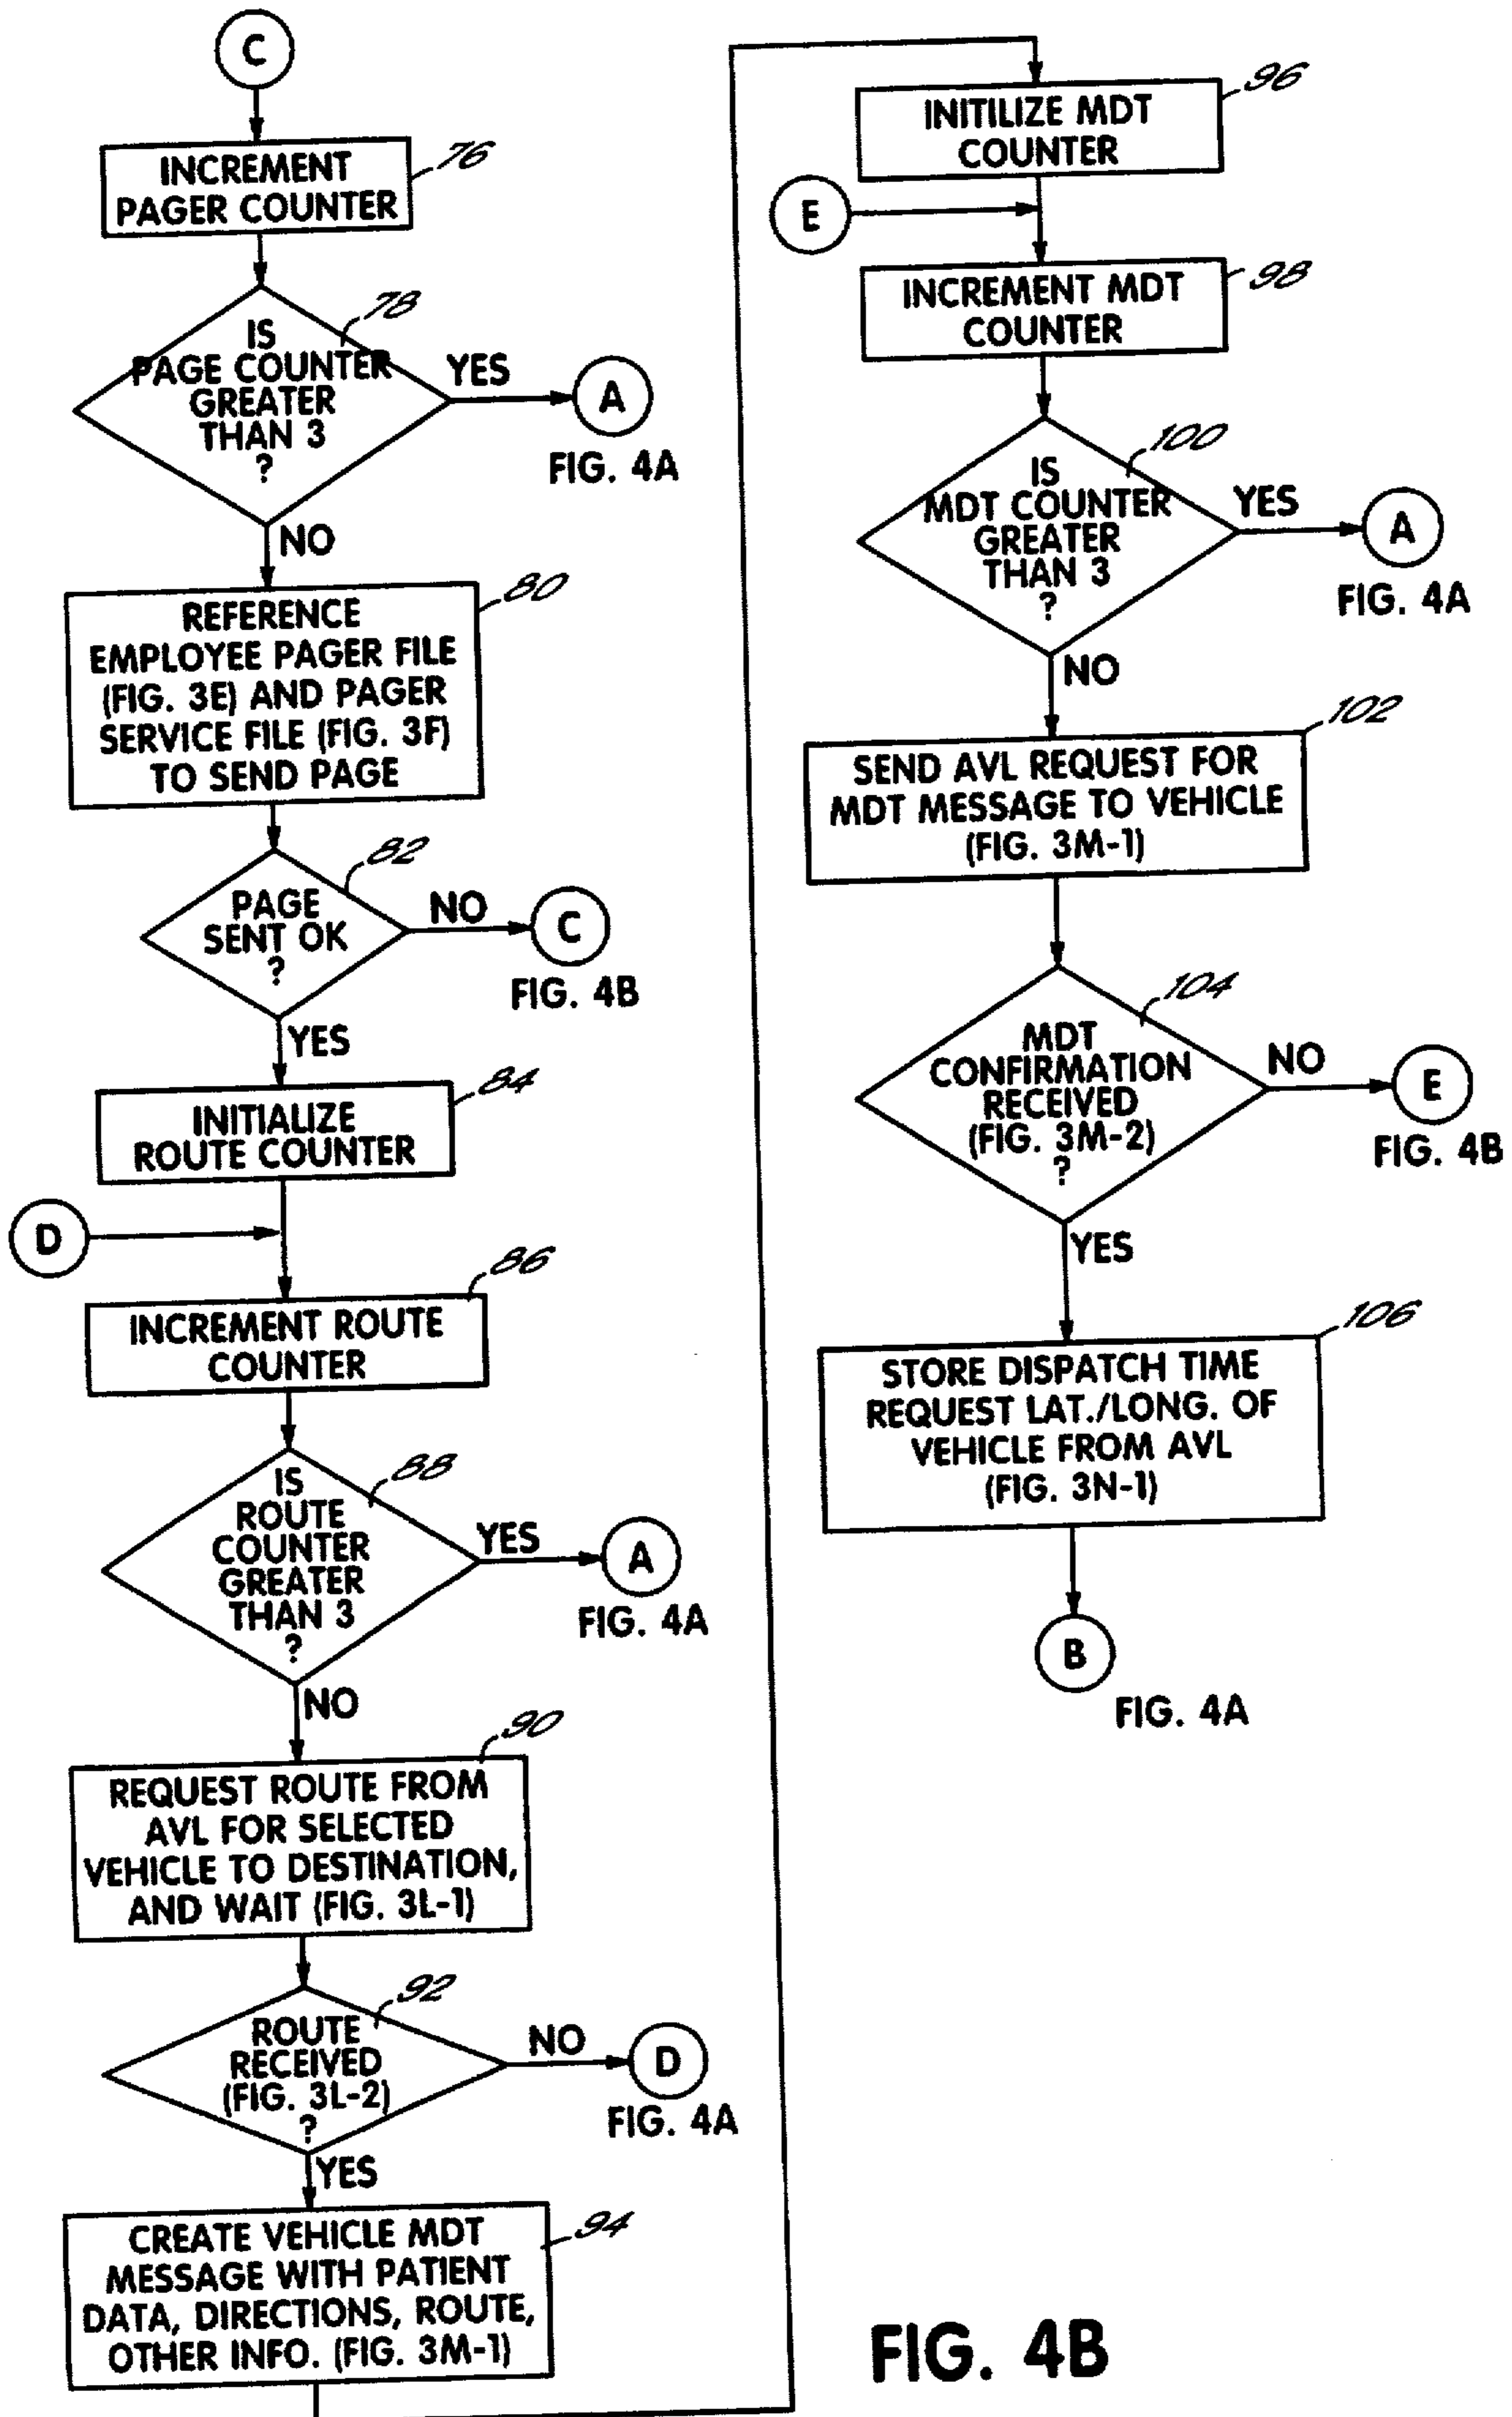 C
INCREMENT
PAGER COUNTER
76
IS
PAGE COUNTER
GREATER
THAN 3
?
78
YES
A
FIG. 4A
NO
REFERENCE
EMPLOYEE PAGER FILE
(FIG. 3E) AND PAGER
SERVICE FILE (FIG. 3F)
TO SEND PAGE
80
PAGE
SENT OK
?
82
NO
C
FIG. 4B
YES
INITIALIZE
ROUTE COUNTER
84
D
INCREMENT ROUTE
COUNTER
86
IS
ROUTE
COUNTER
GREATER
THAN 3
?
88
YES
A
FIG. 4A
NO
REQUEST ROUTE FROM
AVL FOR SELECTED
VEHICLE TO DESTINATION,
AND WAIT (FIG. 3L-1)
90
ROUTE
RECEIVED
(FIG. 3L-2)
?
92
NO
D
FIG. 4A
YES
CREATE VEHICLE MDT
MESSAGE WITH PATIENT
DATA, DIRECTIONS, ROUTE,
OTHER INFO. (FIG. 3M-1)
94
INITILIZE MDT
COUNTER
96
E
INCREMENT MDT
COUNTER
98
IS
MDT COUNTER
GREATER
THAN 3
?
100
YES
A
FIG. 4A
NO
SEND AVL REQUEST FOR
MDT MESSAGE TO VEHICLE
(FIG. 3M-1)
102
MDT
CONFIRMATION
RECEIVED
(FIG. 3M-2)
?
104
NO
E
FIG. 4B
YES
STORE DISPATCH TIME
REQUEST LAT./LONG. OF
VEHICLE FROM AVL
(FIG. 3N-1)
106
B
FIG. 4A
FIG. 4B